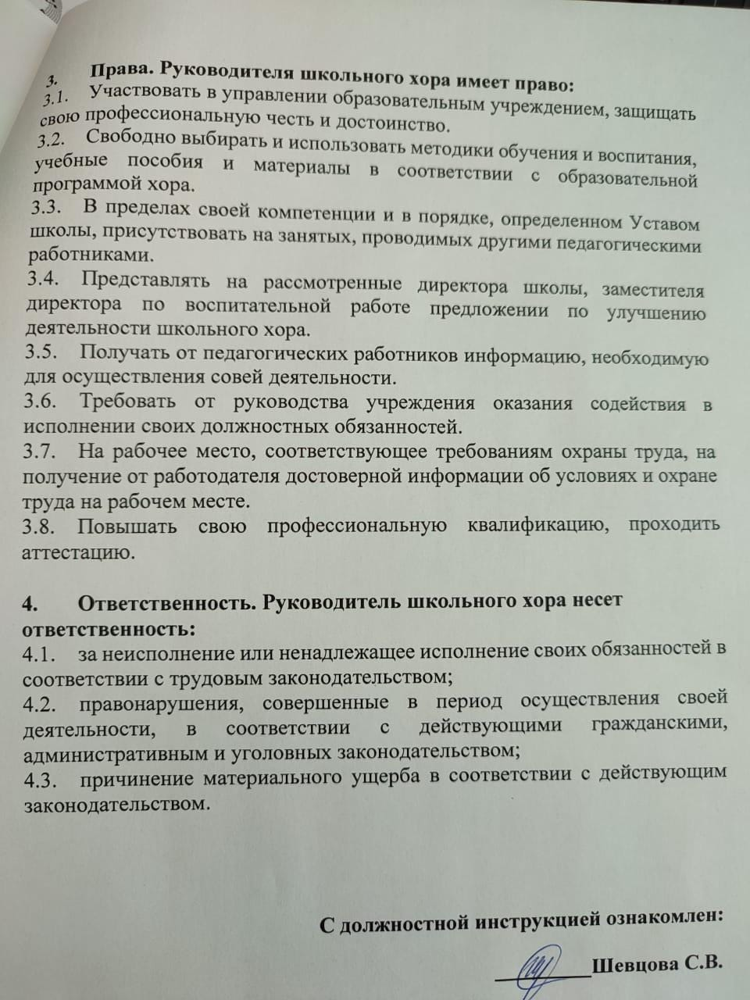 3. Права. Руководителя школьного хора имеет право:
3.1. Участвовать в управлении образовательным учреждением, защищать
свою профессиональную честь и достоинство.
3.2. Свободно выбирать и использовать методики обучения и воспитания,
учебные пособия и материалы в соответствии с образовательной
программой хора.
3.3. В пределах своей компетенции и в порядке, определенном Уставом
школы, присутствовать на занятых, проводимых другими педагогическими
работниками.
3.4. Представлять на рассмотренные директора школы, заместителя
директора по воспитательной работе предложении по улучшению
деятельности школьного хора.
3.5. Получать от педагогических работников информацию, необходимую
для осуществления совей деятельности.
3.6. Требовать от руководства учреждения оказания содействия в
исполнении своих должностных обязанностей.
3.7. На рабочее место, соответствующее требованиям охраны труда, на
получение от работодателя достоверной информации об условиях и охране
труда на рабочем месте.
3.8. Повышать свою профессиональную квалификацию, проходить
аттестацию.
4. Ответственность. Руководитель школьного хора несет
ответственность:
4.1. за неисполнение или ненадлежащее исполнение своих обязанностей в
соответствии с трудовым законодательством;
4.2. правонарушения, совершенные в период осуществления своей
деятельности, в соответствии с действующими гражданскими,
административным и уголовных законодательством;
4.3. причинение материального ущерба в соответствии с действующим
законодательством.
С должностной инструкцией ознакомлен:
Шевцова С.В.